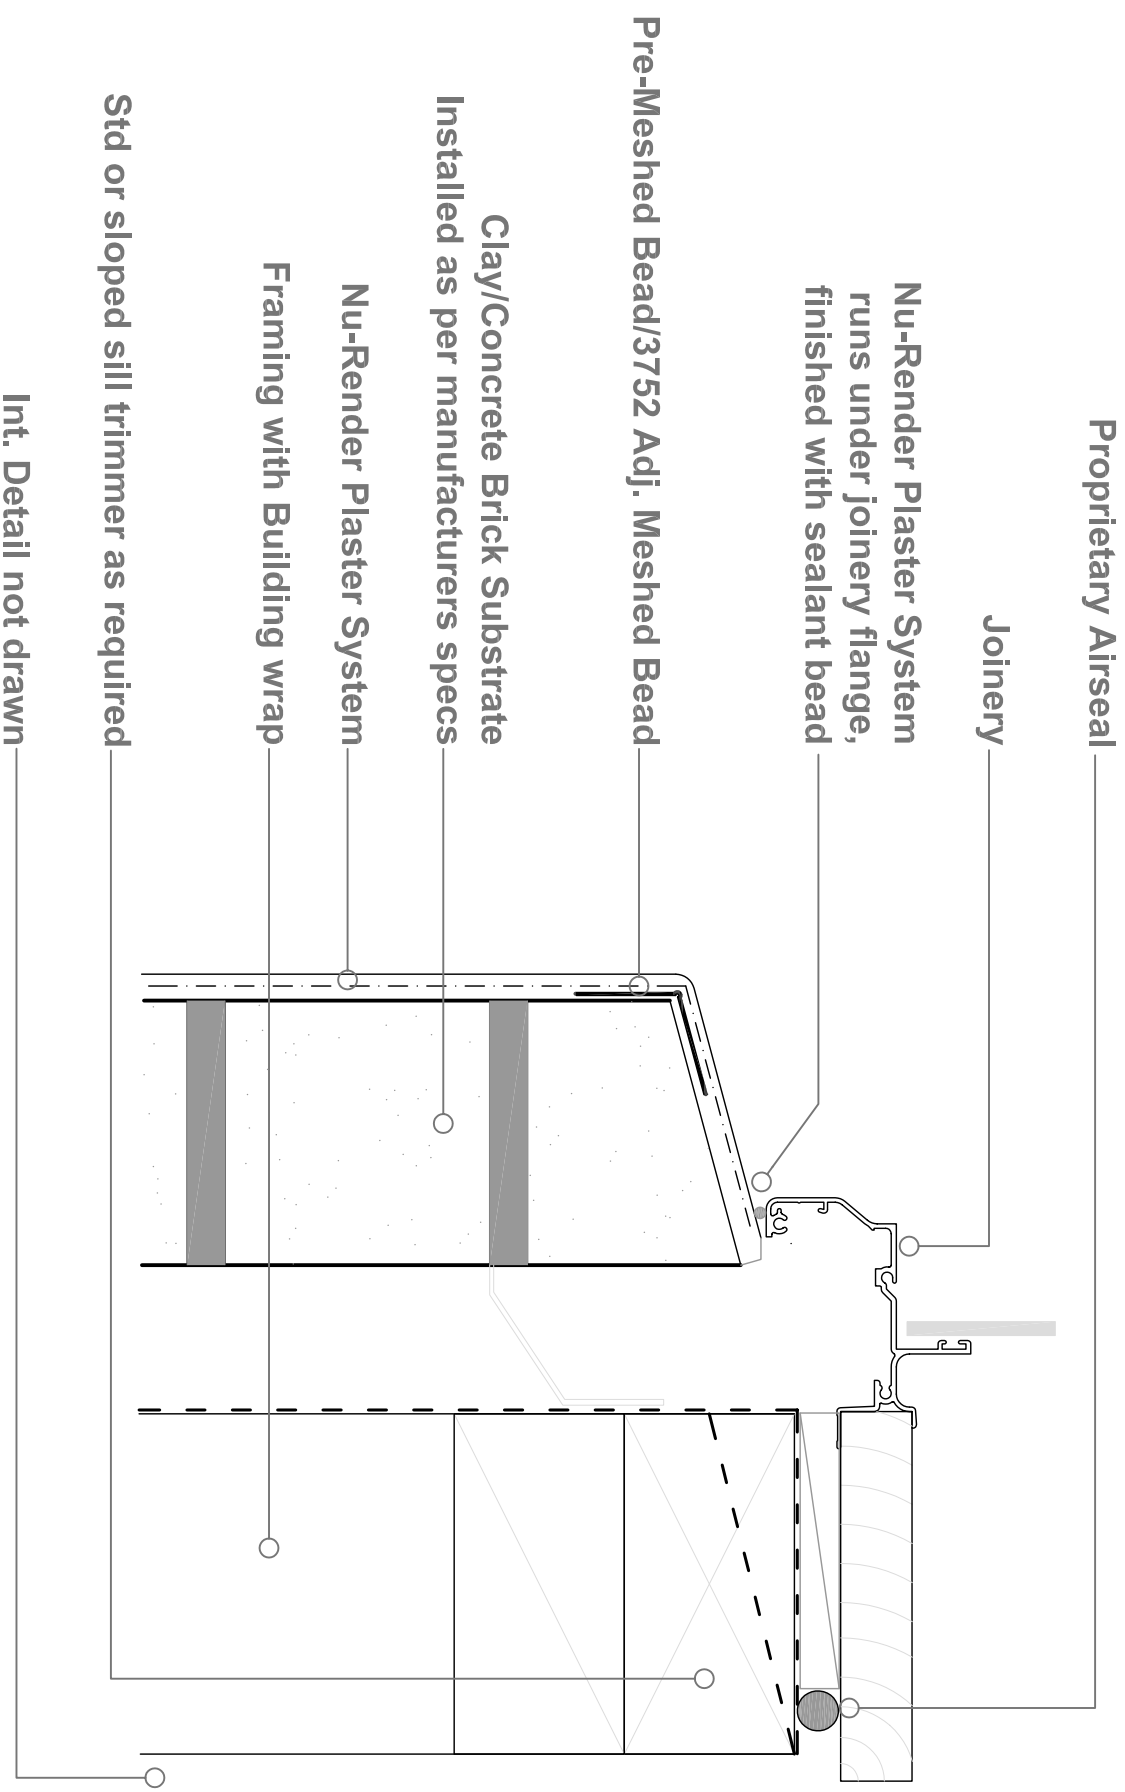 Proprietary Airseal
Joinery
Nu-Render Plaster System
runs under joinery flange,
finished with sealant bead
Pre-Meshed Bead/3752 Adj. Meshed Bead
Clay/Concrete Brick Substrate
Installed as per manufacturers specs
Nu-Render Plaster System
Framing with Building wrap
Std or sloped sill trimmer as required
Int. Detail not drawn